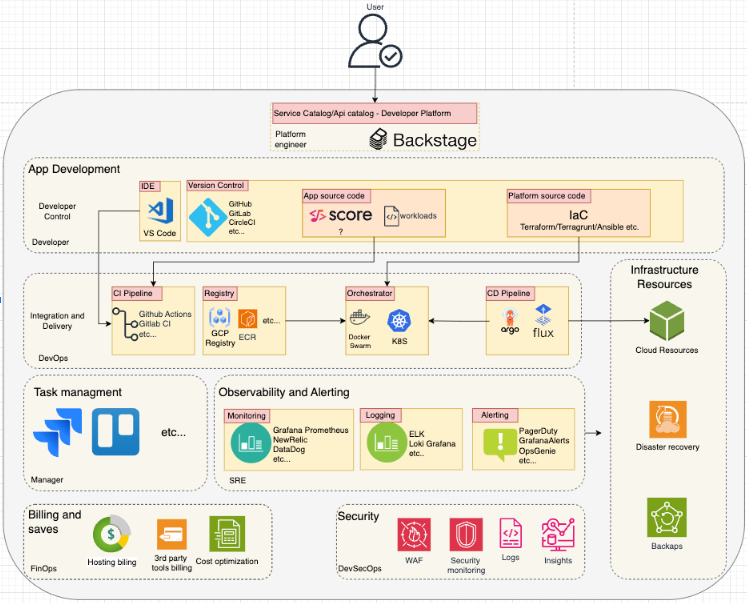 User
Service Catalog/Api catalog - Developer Platform
Platform
engineer
Backstage
App Development
Developer
Control
Developer
IDE
VS Code
Version Control
GitHub
GitLab
CircleCI
etc...
App source code
score
?
workloads
Platform source code
IaC
Terraform/Terragrunt/Ansible etc.
Integration and
Delivery
DevOps
CI Pipeline
Github Actions
Gitlab CI
etc...
Registry
GCP
Registry
ECR
etc...
Orchestrator
Docker
Swarm
K8S
CD Pipeline
argo
flux
Infrastructure
Resources
Cloud Resources
Disaster recovery
Backaps
Task managment
etc...
Manager
Observability and Alerting
Monitoring
Grafana Prometheus
NewRelic
DataDog
etc...
Logging
ELK
Loki Grafana
etc..
Alerting
PagerDuty
GrafanaAlerts
OpsGenie
etc...
SRE
Billing and
saves
FinOps
Hosting biling
3rd party
tools billing
Cost optimization
Security
DevSecOps
WAF
Security
monitoring
Logs
Insights